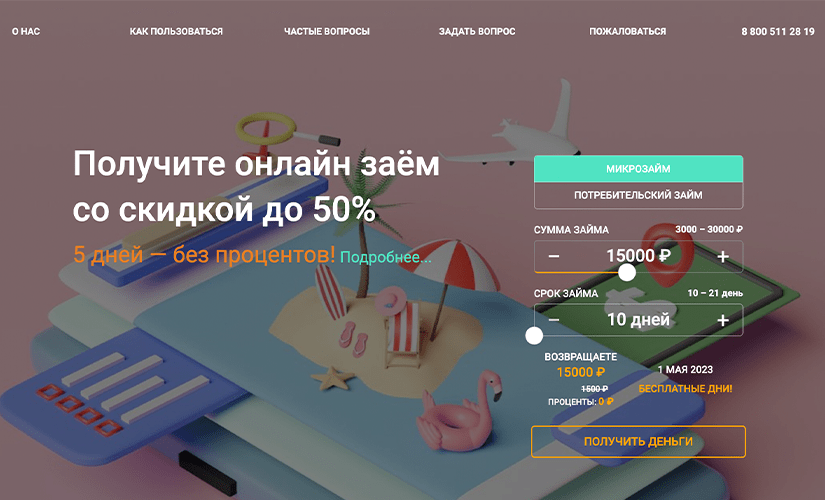 О НАС
КАК ПОЛЬЗОВАТЬСЯ
ЧАСТЫЕ ВОПРОСЫ
ЗАДАТЬ ВОПРОС
ПОЖАЛОВАТЬСЯ
8 800 511 28 19
Получите онлайн заём
со скидкой до 50%
5 дней — без процентов! Подробнее...
МИКРОЗАЙМ
ПОТРЕБИТЕЛЬСКИЙ ЗАЙМ
СУММА ЗАЙМА 3000 – 30000 ₽
− 15000 ₽ +
СРОК ЗАЙМА 10 – 21 день
− 10 дней +
ВОЗВРАЩАЕТЕ
15000 ₽
1500 ₽
ПРОЦЕНТЫ: 0 ₽
1 МАЯ 2023
БЕСПЛАТНЫЕ ДНИ!
ПОЛУЧИТЬ ДЕНЬГИ